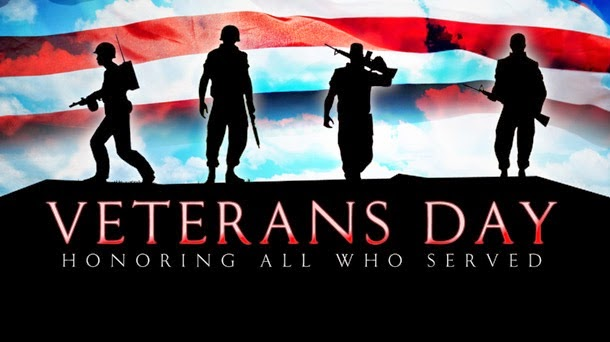 VETERANS DAY
HONORING ALL WHO SERVED